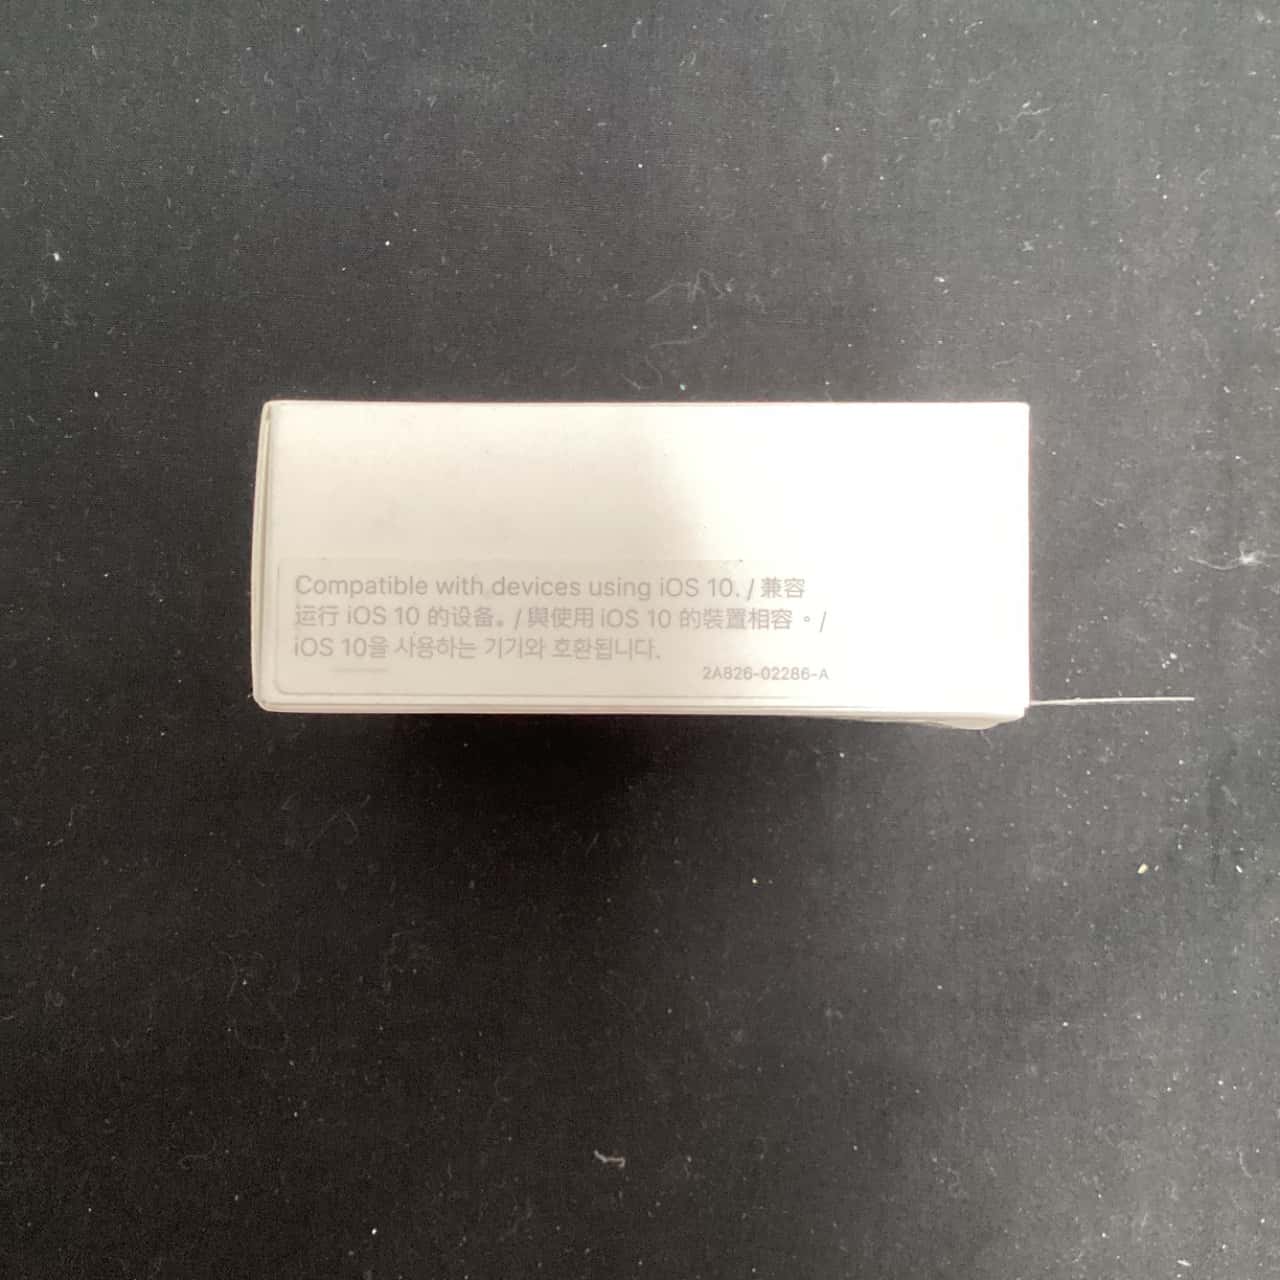 Compatible with devices using iOS 10. / 兼容
运行 iOS 10 的设备。/ 與使用 iOS 10 的裝置相容。/
iOS 10을 사용하는 기기와 호환됩니다.
2A826-02286-A